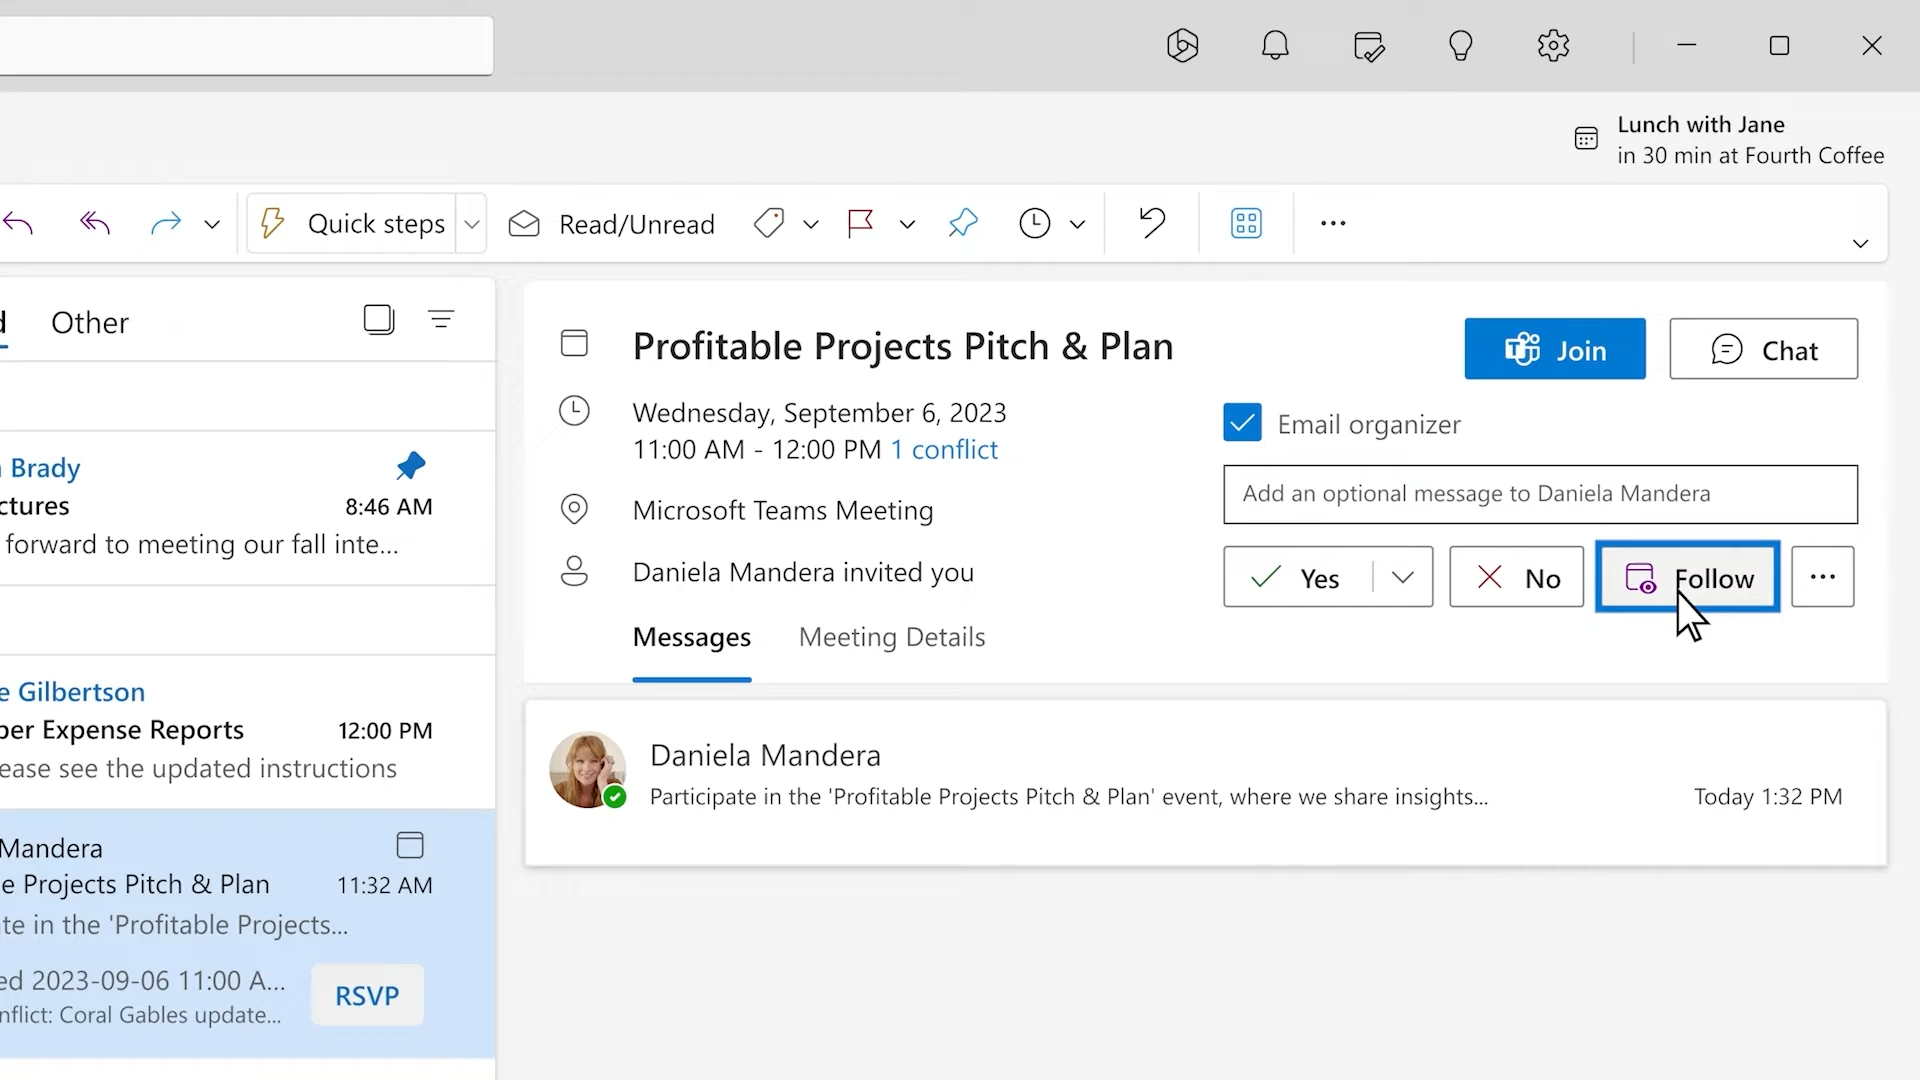 Lunch with Jane
in 30 min at Fourth Coffee
Quick steps
Read/Unread
Other
Brady
ctures
8:46 AM
forward to meeting our fall inte...
e Gilbertson
per Expense Reports
12:00 PM
ease see the updated instructions
Mandera
e Projects Pitch & Plan
11:32 AM
te in the 'Profitable Projects...
ed 2023-09-06 11:00 A...
nflict: Coral Gables update...
RSVP
Profitable Projects Pitch & Plan
Join
Chat
Wednesday, September 6, 2023
11:00 AM - 12:00 PM 1 conflict
Email organizer
Add an optional message to Daniela Mandera
Microsoft Teams Meeting
Daniela Mandera invited you
Yes
No
Follow
Messages
Meeting Details
Daniela Mandera
Participate in the 'Profitable Projects Pitch & Plan' event, where we share insights...
Today 1:32 PM